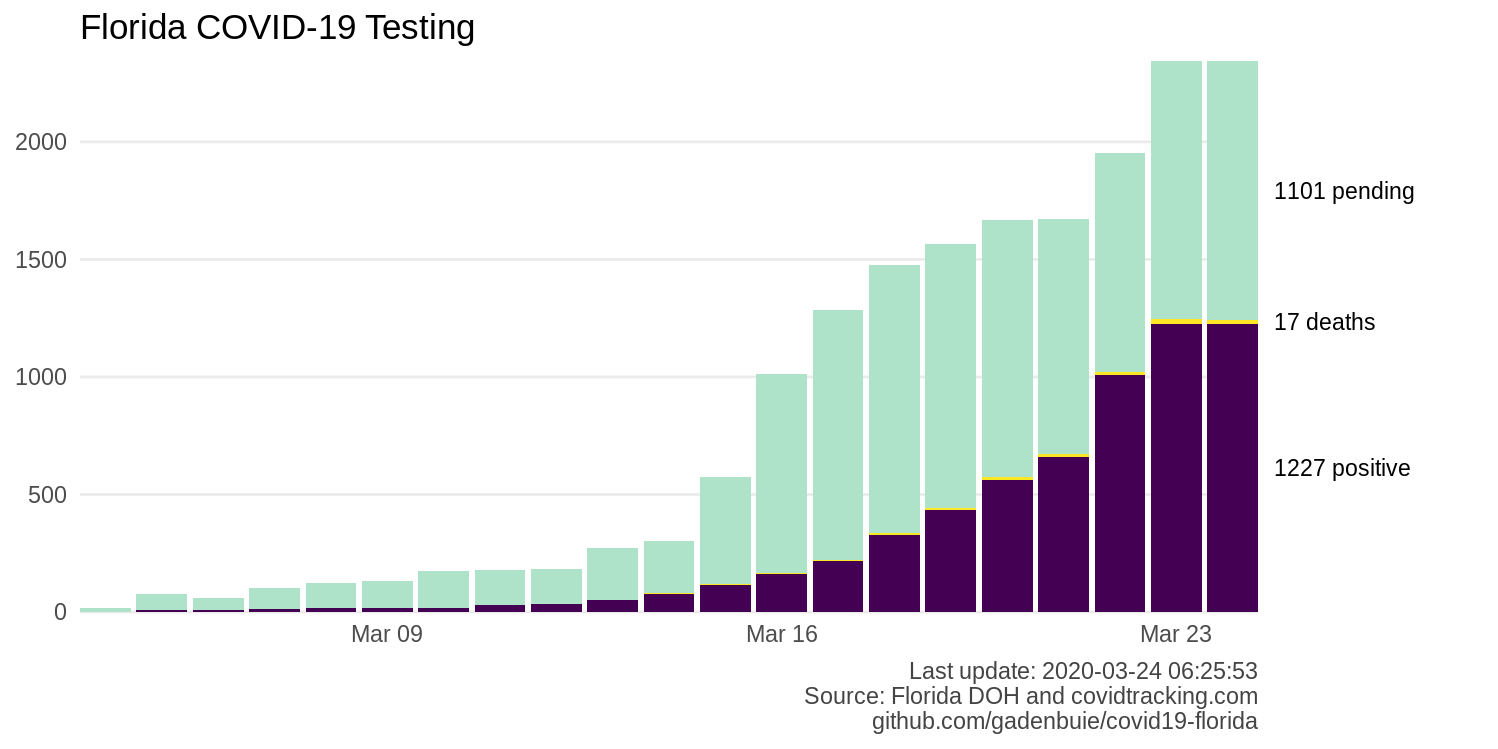 Florida COVID-19 Testing
2000
1500
1000
500
0
1101 pending
17 deaths
1227 positive
Mar 09
Mar 16
Mar 23
Last update: 2020-03-24 06:25:53
Source: Florida DOH and covidtracking.com
github.com/gadenbuie/covid19-florida